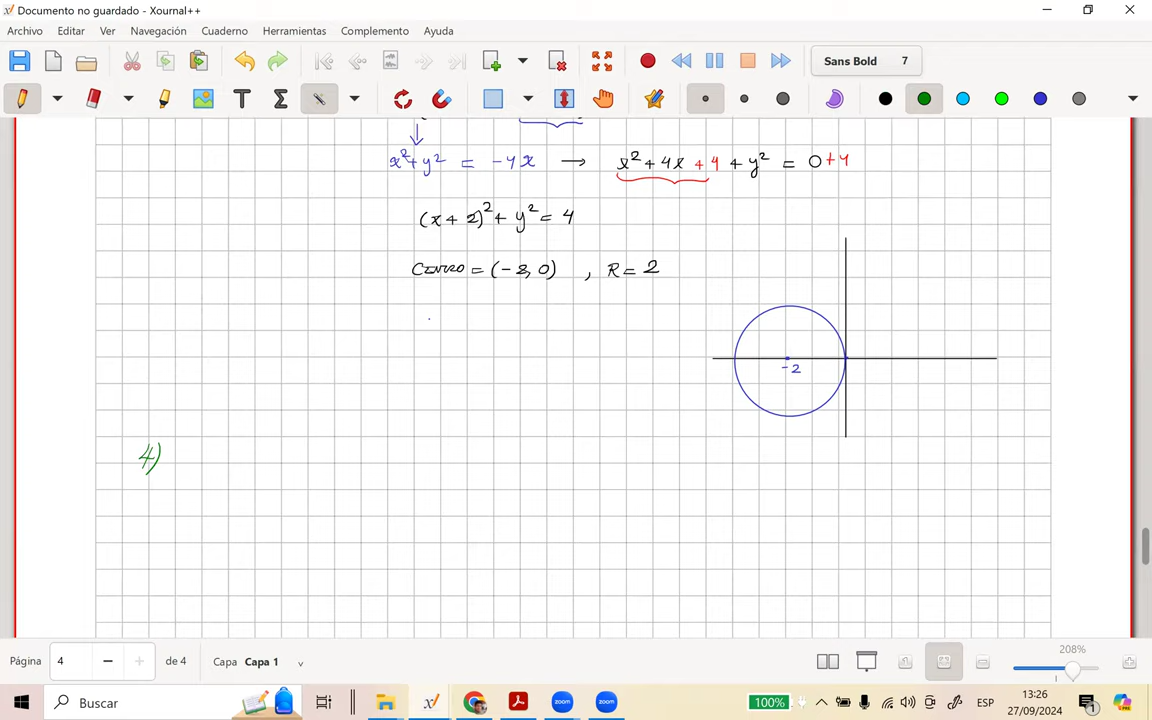 Documento no guardado - Xournal++
Archivo Editar Ver Navegación Cuaderno Herramientas Complemento Ayuda
Sans Bold 7
x²+y² = -4x → x²+4x+4+y² = 0+4
(x+2)²+y²=4
Centro = (-2,0) , R=2
-2
4)
Página 4 de 4 Capa Capa 1 208%
Buscar 100% ESP 13:26
27/09/2024 1